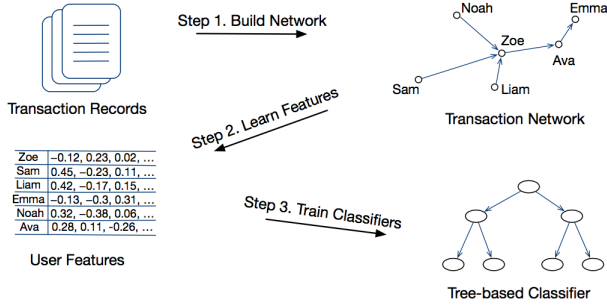 Noah
Emma
Step 1. Build Network
Zoe
Ava
Sam
Liam
Transaction Records
Transaction Network
Step 2. Learn Features
Zoe −0.12, 0.23, 0.02, ...
Sam 0.45, −0.23, 0.11, ...
Liam 0.42, −0.17, 0.15, ...
Emma −0.13, −0.3, 0.31, ...
Noah 0.32, −0.38, 0.06, ...
Ava 0.28, 0.11, −0.26, ...
Step 3. Train Classifiers
User Features
Tree-based Classifier